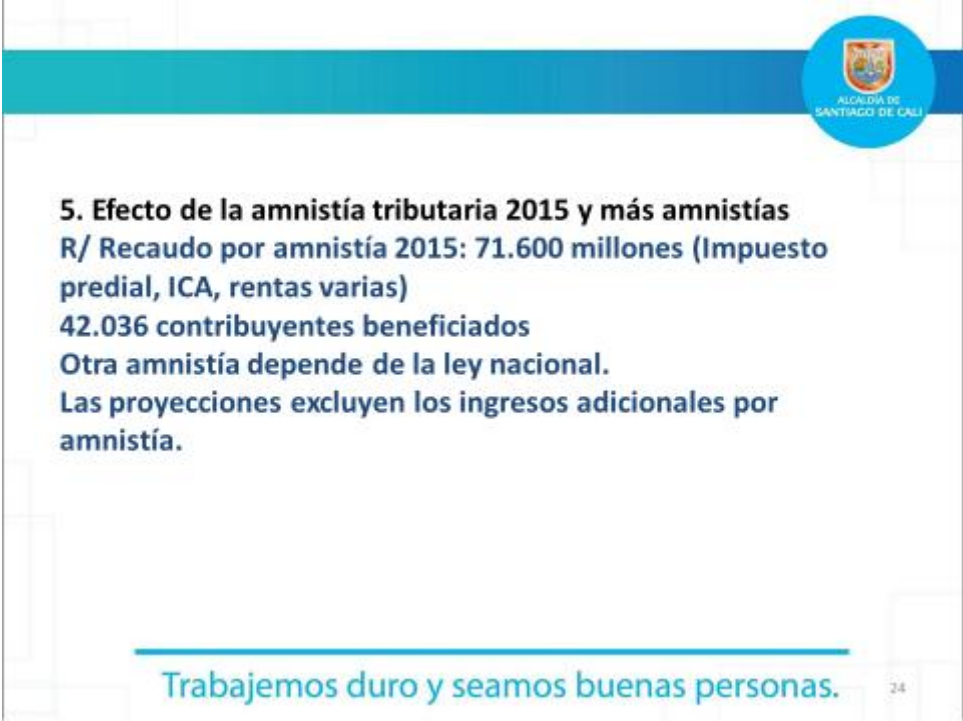 ALCALDÍA DE
SANTIAGO DE CALI
5. Efecto de la amnistía tributaria 2015 y más amnistías
R/ Recaudo por amnistía 2015: 71.600 millones (Impuesto
predial, ICA, rentas varias)
42.036 contribuyentes beneficiados
Otra amnistía depende de la ley nacional.
Las proyecciones excluyen los ingresos adicionales por
amnistía.
Trabajemos duro y seamos buenas personas.
24